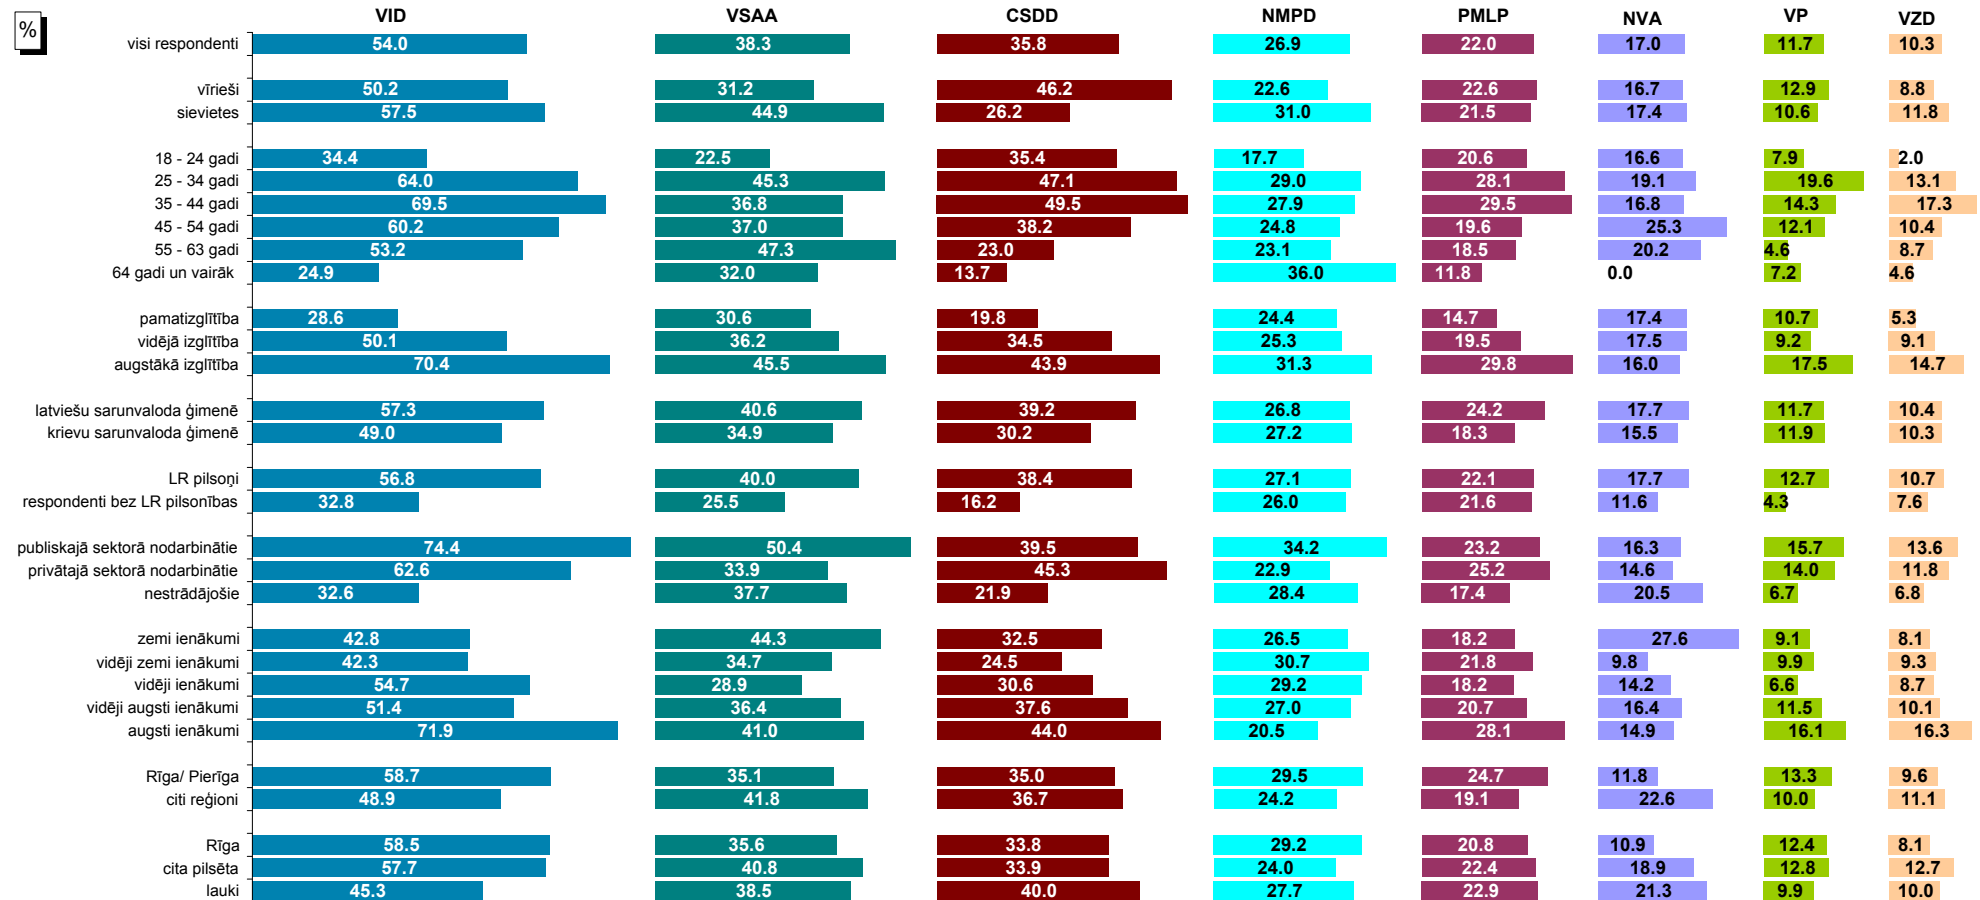 %
VID VSAA CSDD NMPD PMLP NVA VP VZD
visi respondenti 54.0 38.3 35.8 26.9 22.0 17.0 11.7 10.3
vīrieši 50.2 31.2 46.2 22.6 22.6 16.7 12.9 8.8
sievietes 57.5 44.9 26.2 31.0 21.5 17.4 10.6 11.8
18 - 24 gadi 34.4 22.5 35.4 17.7 20.6 16.6 7.9 2.0
25 - 34 gadi 64.0 45.3 47.1 29.0 28.1 19.1 19.6 13.1
35 - 44 gadi 69.5 36.8 49.5 27.9 29.5 16.8 14.3 17.3
45 - 54 gadi 60.2 37.0 38.2 24.8 19.6 25.3 12.1 10.4
55 - 63 gadi 53.2 47.3 23.0 23.1 18.5 20.2 4.6 8.7
64 gadi un vairāk 24.9 32.0 13.7 36.0 11.8 0.0 7.2 4.6
pamatizglītība 28.6 30.6 19.8 24.4 14.7 17.4 10.7 5.3
vidējā izglītība 50.1 36.2 34.5 25.3 19.5 17.5 9.2 9.1
augstākā izglītība 70.4 45.5 43.9 31.3 29.8 16.0 17.5 14.7
latviešu sarunvaloda ģimenē 57.3 40.6 39.2 26.8 24.2 17.7 11.7 10.4
krievu sarunvaloda ģimenē 49.0 34.9 30.2 27.2 18.3 15.5 11.9 10.3
LR pilsoņi 56.8 40.0 38.4 27.1 22.1 17.7 12.7 10.7
respondenti bez LR pilsonības 32.8 25.5 16.2 26.0 21.6 11.6 4.3 7.6
publiskajā sektorā nodarbinātie 74.4 50.4 39.5 34.2 23.2 16.3 15.7 13.6
privātajā sektorā nodarbinātie 62.6 33.9 45.3 22.9 25.2 14.6 14.0 11.8
nestrādājošie 32.6 37.7 21.9 28.4 17.4 20.5 6.7 6.8
zemi ienākumi 42.8 44.3 32.5 26.5 18.2 27.6 9.1 8.1
vidēji zemi ienākumi 42.3 34.7 24.5 30.7 21.8 9.8 9.9 9.3
vidēji ienākumi 54.7 28.9 30.6 29.2 18.2 14.2 6.6 8.7
vidēji augsti ienākumi 51.4 36.4 37.6 27.0 20.7 16.4 11.5 10.1
augsti ienākumi 71.9 41.0 44.0 20.5 28.1 14.9 16.1 16.3
Rīga/ Pierīga 58.7 35.1 35.0 29.5 24.7 11.8 13.3 9.6
citi reģioni 48.9 41.8 36.7 24.2 19.1 22.6 10.0 11.1
Rīga 58.5 35.6 33.8 29.2 20.8 10.9 12.4 8.1
cita pilsēta 57.7 40.8 33.9 24.0 22.4 18.9 12.8 12.7
lauki 45.3 38.5 40.0 27.7 22.9 21.3 9.9 10.0